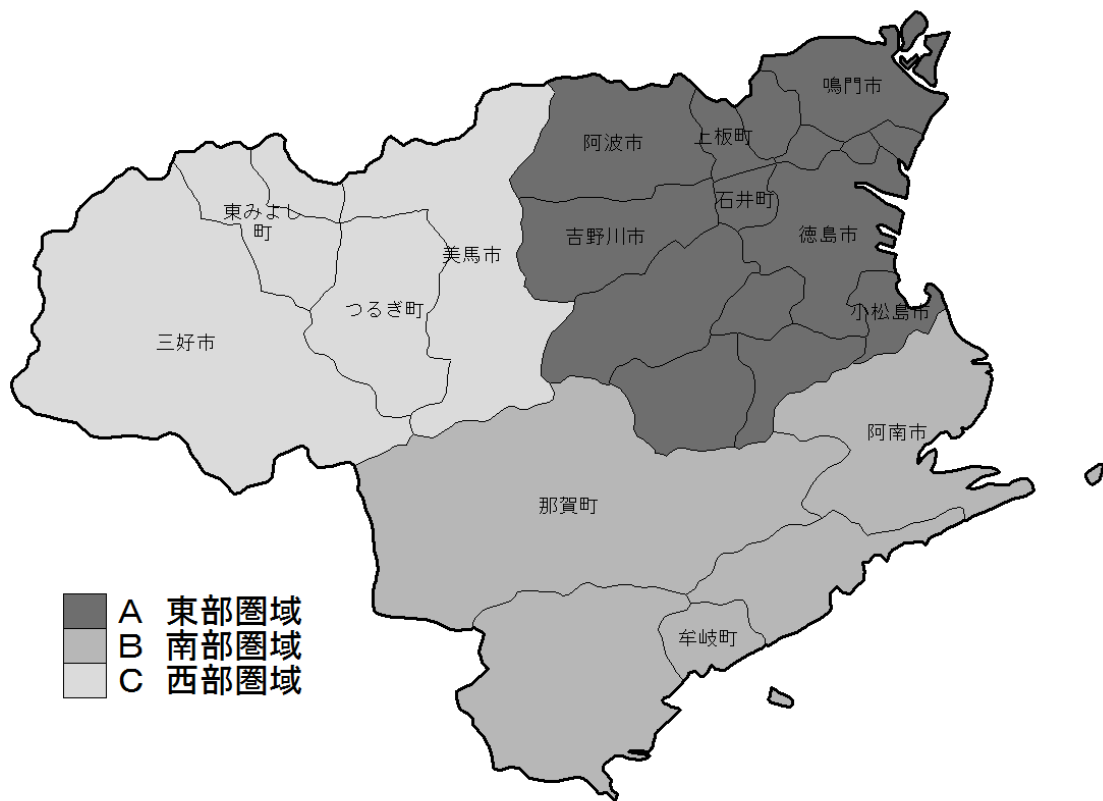 鳴門市
阿波市
上板町
石井町
東みよし
町
吉野川市
徳島市
美馬市
つるぎ町
小松島市
三好市
阿南市
那賀町
牟岐町
A 東部圏域
B 南部圏域
C 西部圏域